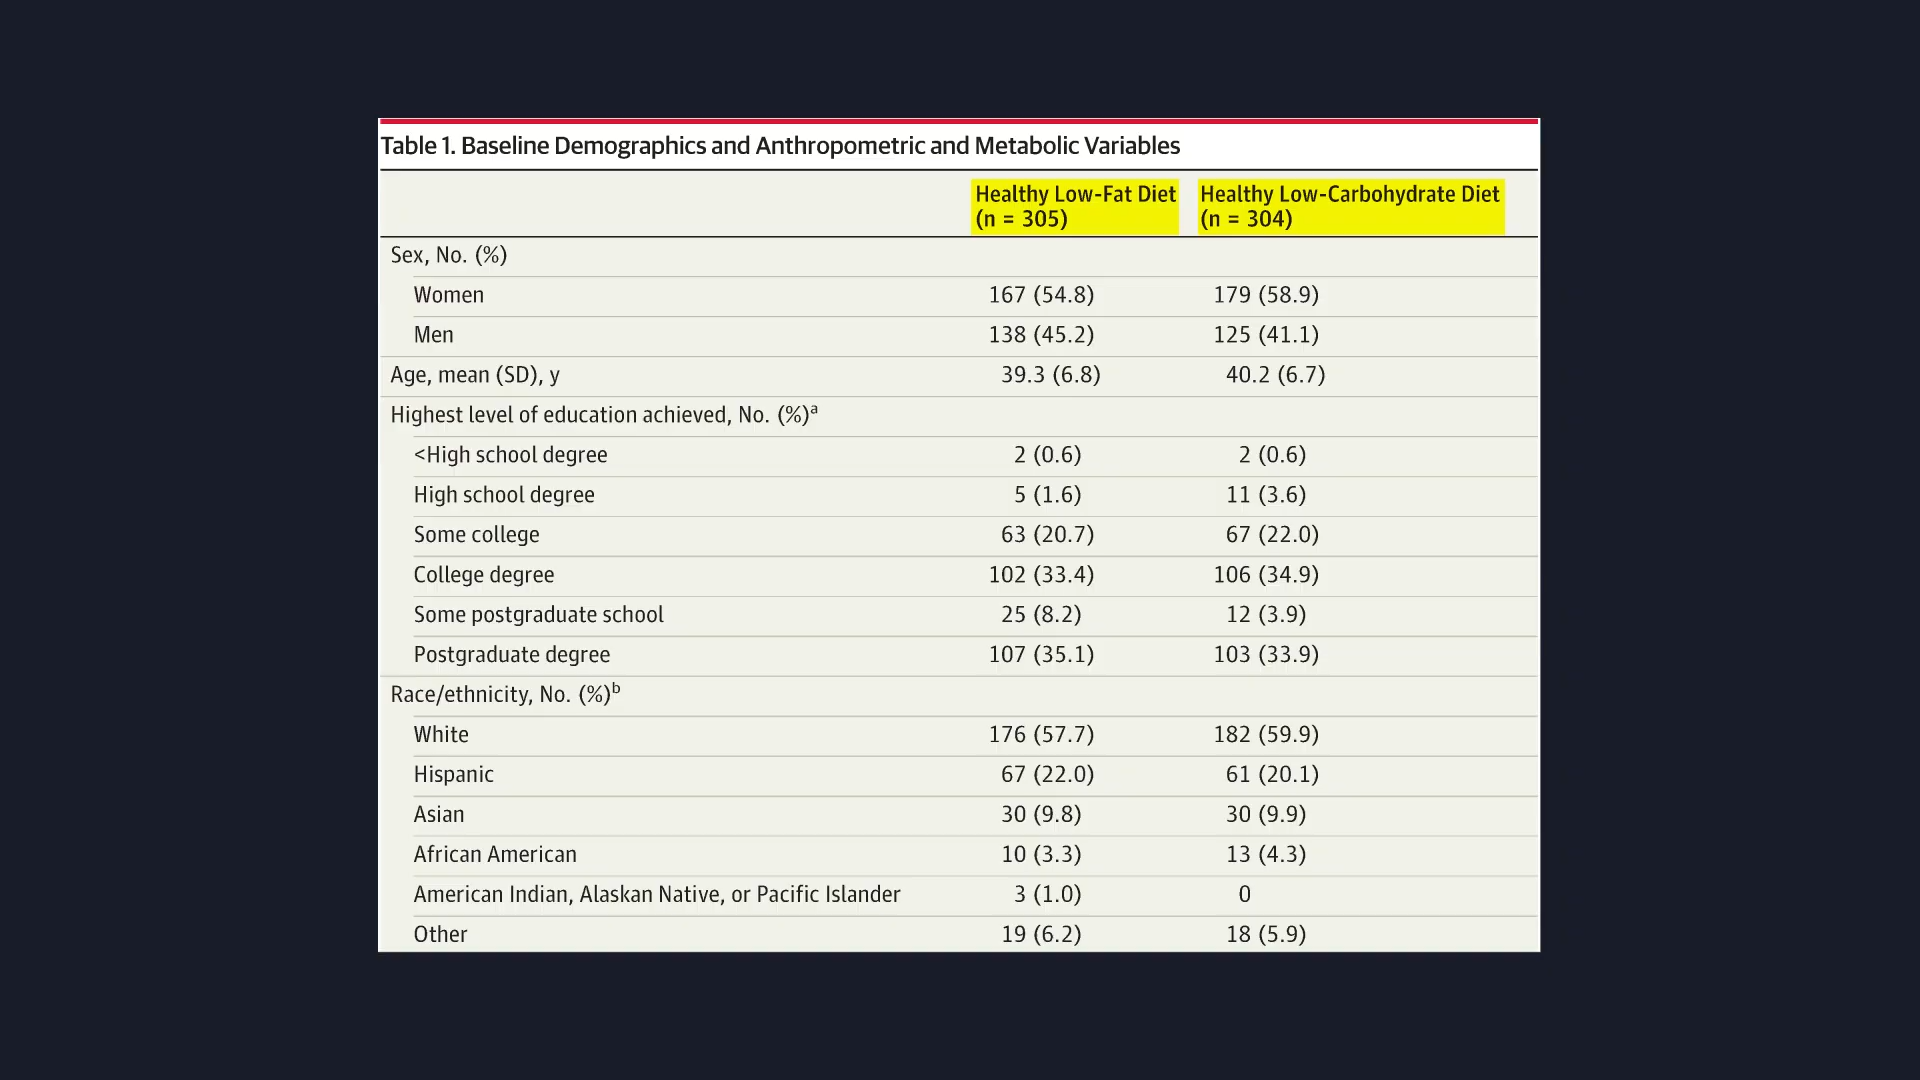 Table 1. Baseline Demographics and Anthropometric and Metabolic Variables
Healthy Low-Fat Diet (n = 305) Healthy Low-Carbohydrate Diet (n = 304)
Sex, No. (%)
Women 167 (54.8) 179 (58.9)
Men 138 (45.2) 125 (41.1)
Age, mean (SD), y 39.3 (6.8) 40.2 (6.7)
Highest level of education achieved, No. (%)a
<High school degree 2 (0.6) 2 (0.6)
High school degree 5 (1.6) 11 (3.6)
Some college 63 (20.7) 67 (22.0)
College degree 102 (33.4) 106 (34.9)
Some postgraduate school 25 (8.2) 12 (3.9)
Postgraduate degree 107 (35.1) 103 (33.9)
Race/ethnicity, No. (%)b
White 176 (57.7) 182 (59.9)
Hispanic 67 (22.0) 61 (20.1)
Asian 30 (9.8) 30 (9.9)
African American 10 (3.3) 13 (4.3)
American Indian, Alaskan Native, or Pacific Islander 3 (1.0) 0
Other 19 (6.2) 18 (5.9)